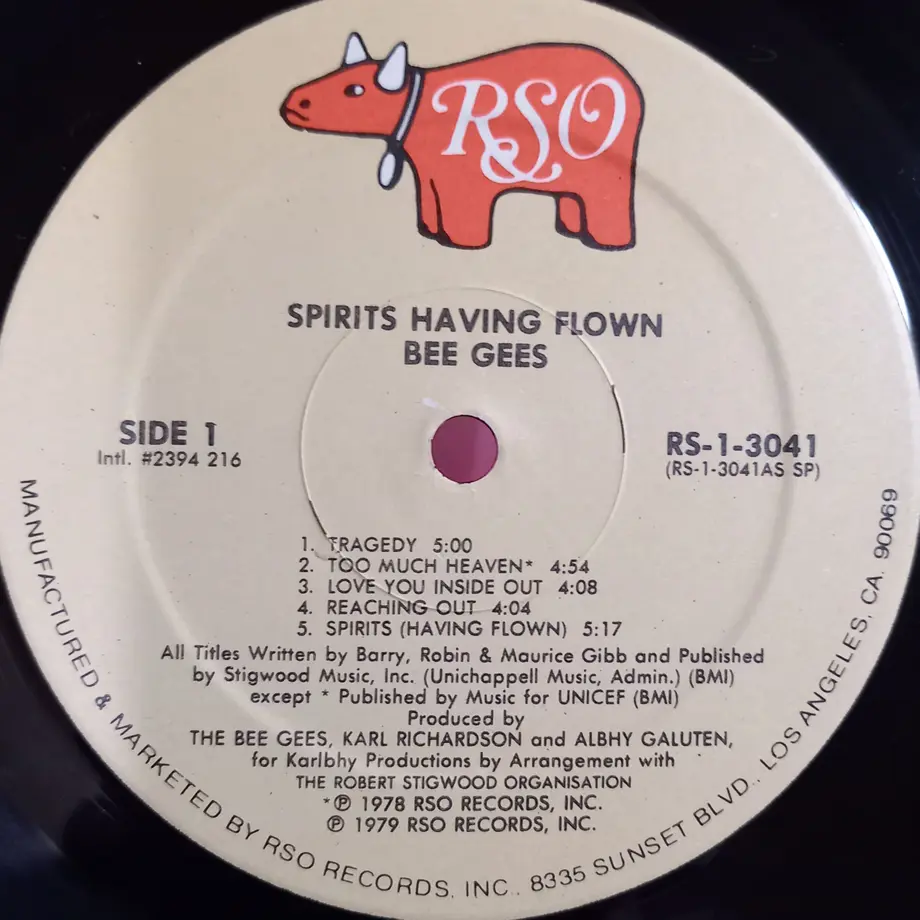 RSO
SPIRITS HAVING FLOWN
BEE GEES
SIDE 1
Intl. #2394 216
RS-1-3041
(RS-1-3041AS SP)
1. TRAGEDY 5:00
2. TOO MUCH HEAVEN* 4:54
3. LOVE YOU INSIDE OUT 4:08
4. REACHING OUT 4:04
5. SPIRITS (HAVING FLOWN) 5:17
All Titles Written by Barry, Robin & Maurice Gibb and Published
by Stigwood Music, Inc. (Unichappell Music, Admin.) (BMI)
except * Published by Music for UNICEF (BMI)
Produced by
THE BEE GEES, KARL RICHARDSON and ALBHY GALUTEN,
for Karlbhy Productions by Arrangement with
THE ROBERT STIGWOOD ORGANISATION
*℗ 1978 RSO RECORDS, INC.
℗ 1979 RSO RECORDS, INC.
MANUFACTURED & MARKETED BY RSO RECORDS, INC.. 8335 SUNSET BLVD., LOS ANGELES, CA. 90069